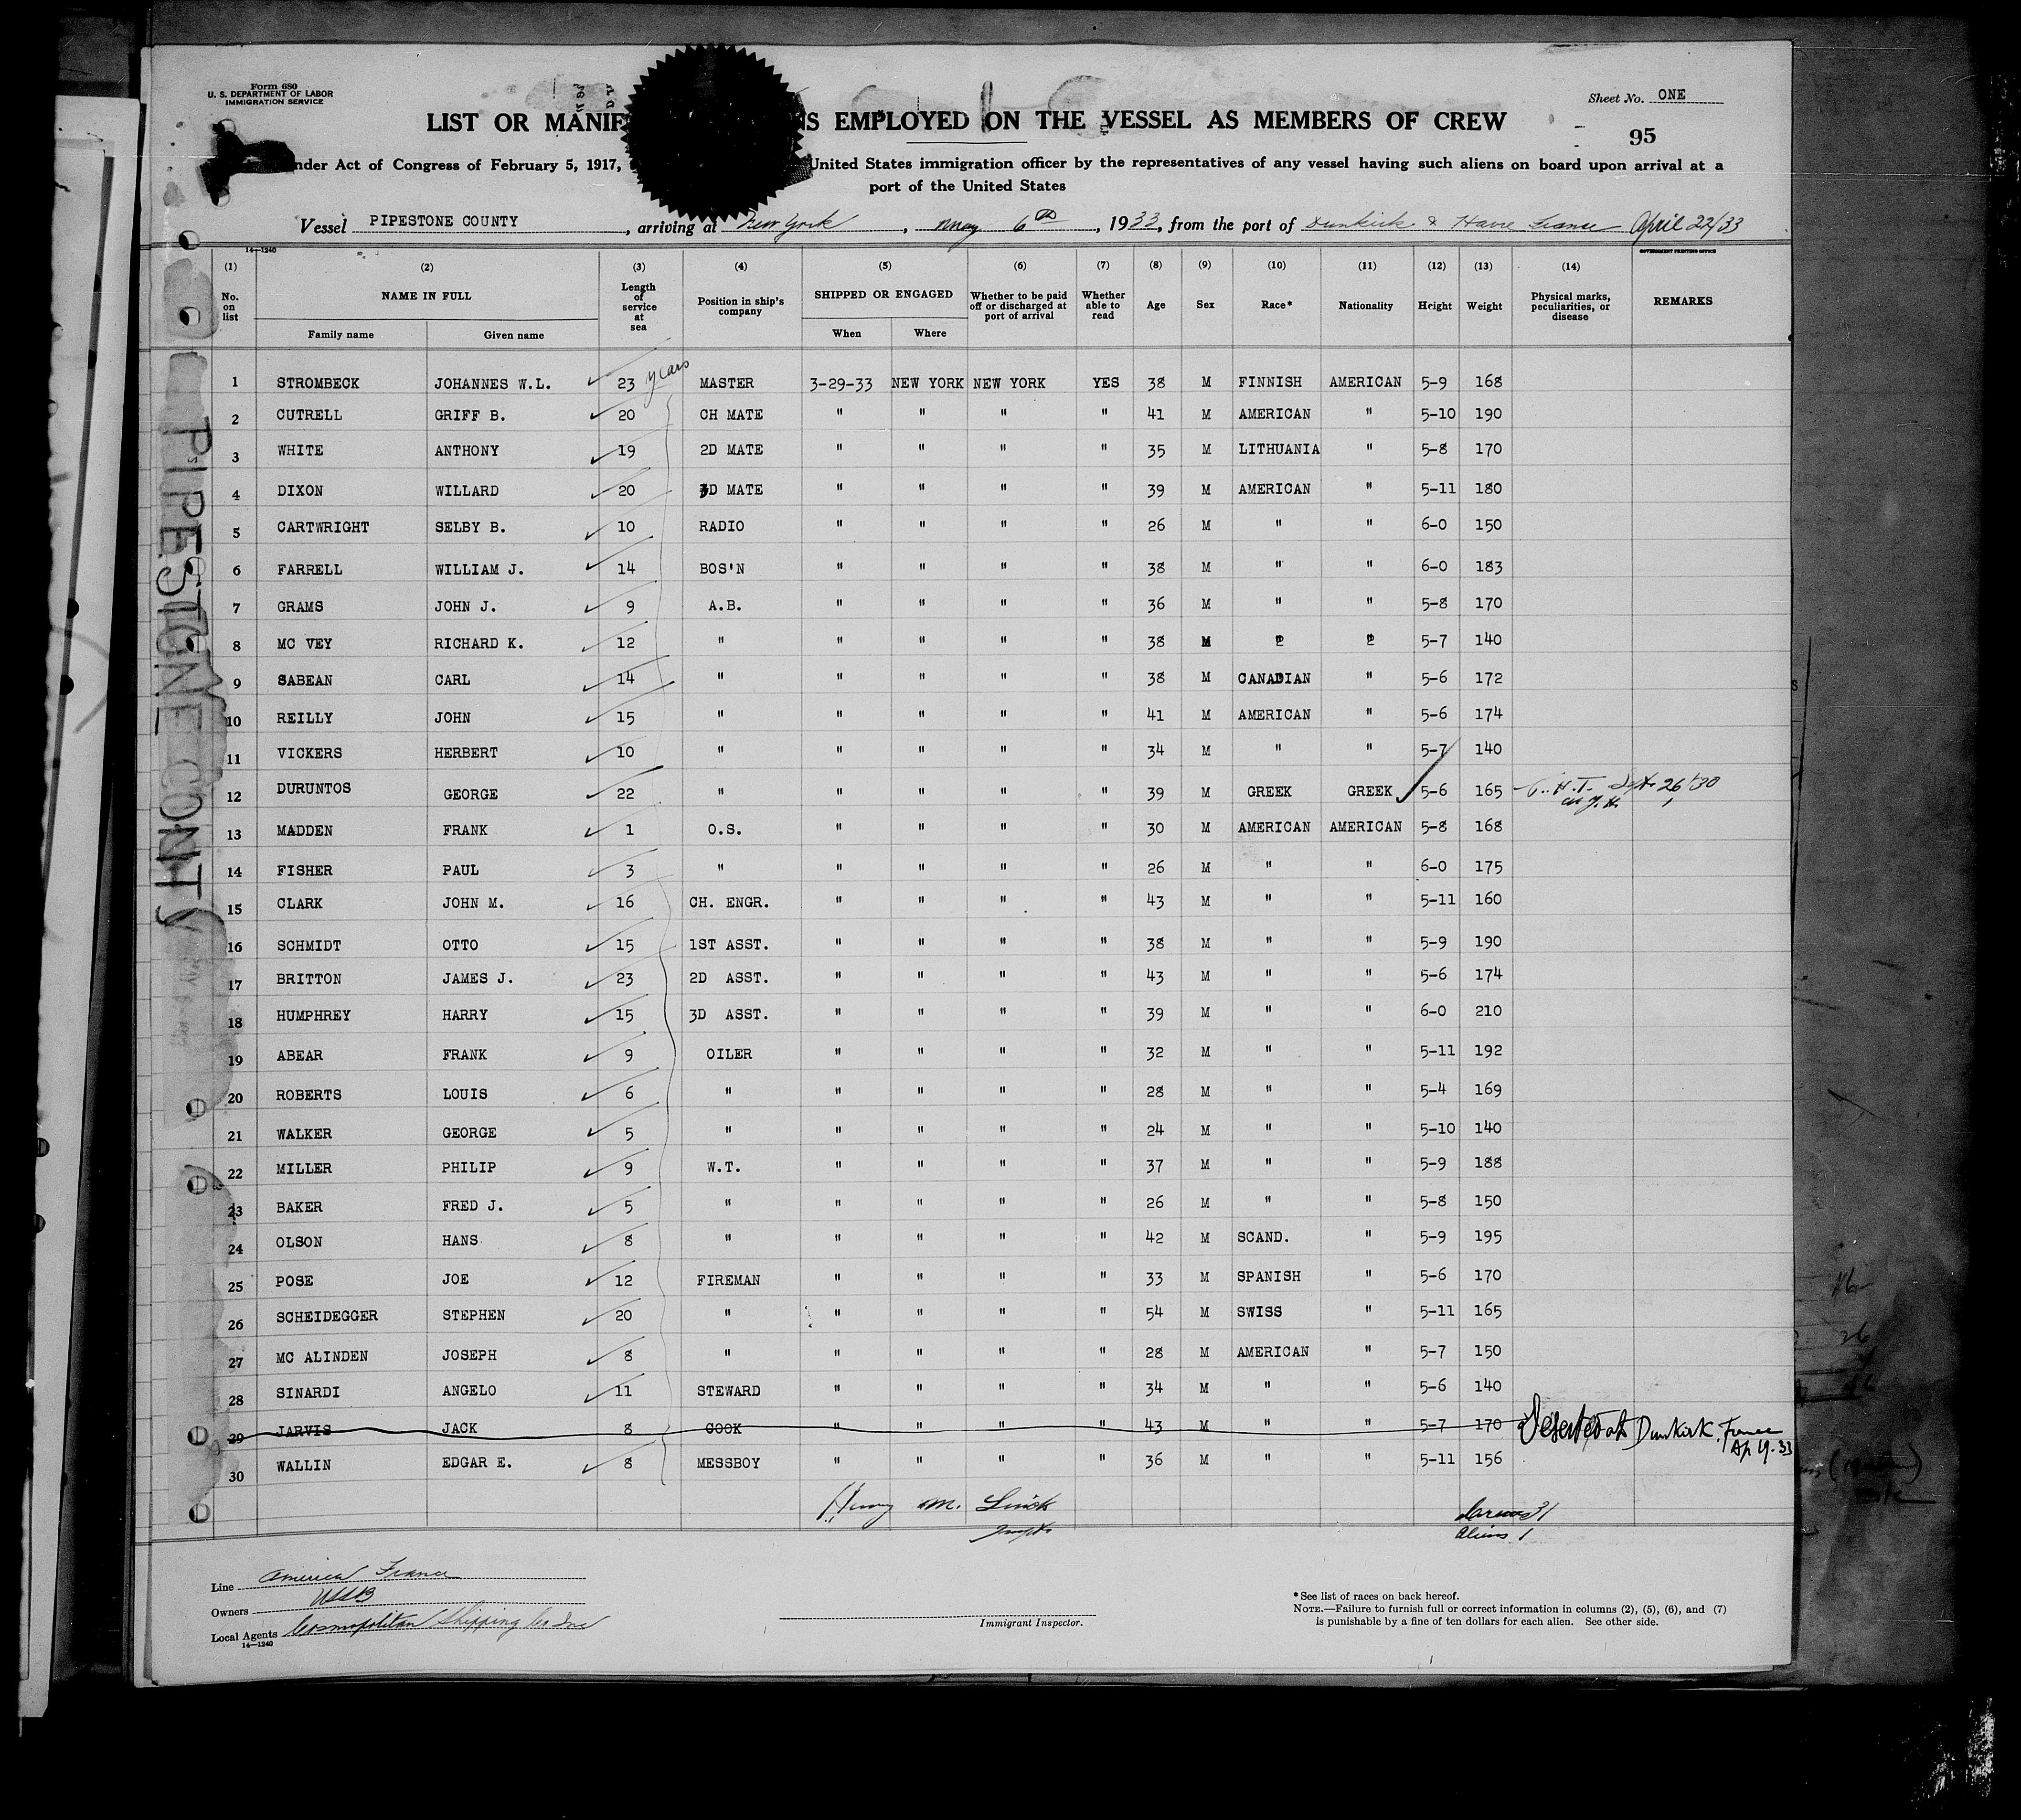 Form 680
U. S. DEPARTMENT OF LABOR
IMMIGRATION SERVICE
Sheet No. ONE
95
LIST OR MANIF S EMPLOYED ON THE VESSEL AS MEMBERS OF CREW
nder Act of Congress of February 5, 1917, United States immigration officer by the representatives of any vessel having such aliens on board upon arrival at a
port of the United States
Vessel PIPESTONE COUNTY, arriving at New York, May 6th, 1933, from the port of Dunkirk & Havre France April 22/33
14—1240 GOVERNMENT PRINTING OFFICE
(1) (2) (3) (4) (5) (6) (7) (8) (9) (10) (11) (12) (13) (14)
No. on list NAME IN FULL Family name Given name Length of service at sea Position in ship's company SHIPPED OR ENGAGED When Where Whether to be paid off or discharged at port of arrival Whether able to read Age Sex Race* Nationality Height Weight Physical marks, peculiarities, or disease REMARKS
1 STROMBECK JOHANNES W.L. 23 years MASTER 3-29-33 NEW YORK NEW YORK YES 38 M FINNISH AMERICAN 5-9 168
2 CUTRELL GRIFF B. 20 CH MATE " " " " 41 M AMERICAN " 5-10 190
3 WHITE ANTHONY 19 2D MATE " " " " 35 M LITHUANIA " 5-8 170
4 DIXON WILLARD 20 3D MATE " " " " 39 M AMERICAN " 5-11 180
5 CARTWRIGHT SELBY B. 10 RADIO " " " " 26 M " " 6-0 150
6 FARRELL WILLIAM J. 14 BOS'N " " " " 38 M " " 6-0 183
7 GRAMS JOHN J. 9 A.B. " " " " 36 M " " 5-8 170
8 MC VEY RICHARD K. 12 " " " " " 38 M " " 5-7 140
9 SABEAN CARL 14 " " " " " 38 M CANADIAN " 5-6 172
10 REILLY JOHN 15 " " " " " 41 M AMERICAN " 5-6 174
11 VICKERS HERBERT 10 " " " " " 34 M " " 5-7 140
12 DURUNTOS GEORGE 22 " " " " " 39 M GREEK GREEK 5-6 165 H.T. 26/30
13 MADDEN FRANK 1 O.S. " " " " 30 M AMERICAN AMERICAN 5-8 168
14 FISHER PAUL 3 " " " " " 26 M " " 6-0 175
15 CLARK JOHN M. 16 CH. ENGR. " " " " 43 M " " 5-11 160
16 SCHMIDT OTTO 15 1ST ASST. " " " " 38 M " " 5-9 190
17 BRITTON JAMES J. 23 2D ASST. " " " " 43 M " " 5-6 174
18 HUMPHREY HARRY 15 3D ASST. " " " " 39 M " " 6-0 210
19 ABEAR FRANK 9 OILER " " " " 32 M " " 5-11 192
20 ROBERTS LOUIS 6 " " " " " 28 M " " 5-4 169
21 WALKER GEORGE 5 " " " " " 24 M " " 5-10 140
22 MILLER PHILIP 9 W.T. " " " " 37 M " " 5-9 188
23 BAKER FRED J. 5 " " " " " 26 M " " 5-8 150
24 OLSON HANS 8 " " " " " 42 M SCAND. " 5-9 195
25 POSE JOE 12 FIREMAN " " " " 33 M SPANISH " 5-6 170
26 SCHEIDEGGER STEPHEN 20 " " " " " 54 M SWISS " 5-11 165
27 MC ALINDEN JOSEPH 8 " " " " " 28 M AMERICAN " 5-7 150
28 SINARDI ANGELO 11 STEWARD " " " " 34 M " " 5-6 140
29 JARVIS JACK 8 COOK " " " " 43 M " " 5-7 170 Deserted at Dunkirk, France Ap 19-33
30 WALLIN EDGAR E. 8 MESSBOY " " " " 36 M " " 5-11 156
Henry M.
Aliens 1
PIPESTONE CONTY
Line America France
Owners USSB
Local Agents Cosmopolitan Shipping Co Inc
14—1240
Immigrant Inspector.
*See list of races on back hereof.
NOTE.—Failure to furnish full or correct information in columns (2), (5), (6), and (7)
is punishable by a fine of ten dollars for each alien. See other side.